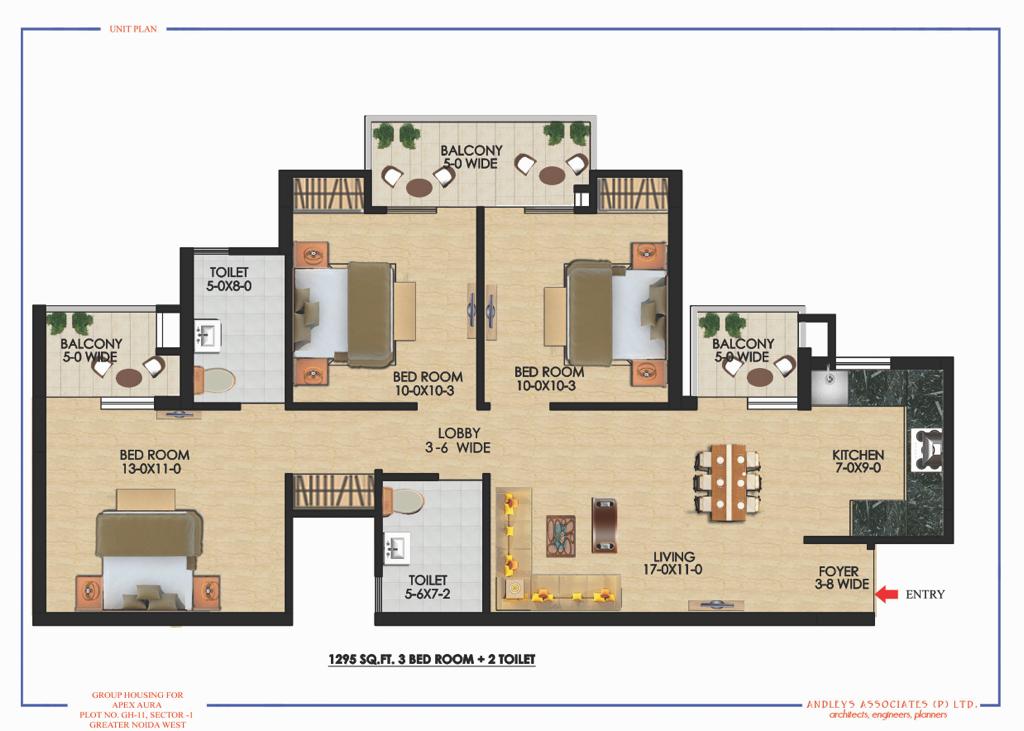 UNIT PLAN
BALCONY
5-0 WIDE
TOILET
5-0X8-0
BALCONY
5-0 WIDE
BALCONY
5-0 WIDE
BED ROOM
10-0X10-3
BED ROOM
10-0X10-3
LOBBY
3-6 WIDE
BED ROOM
13-0X11-0
KITCHEN
7-0X9-0
LIVING
17-0X11-0
FOYER
3-8 WIDE
TOILET
5-6X7-2
ENTRY
1295 SQ.FT. 3 BED ROOM + 2 TOILET
GROUP HOUSING FOR
APEX AURA
PLOT NO. GH-11, SECTOR -1
GREATER NOIDA WEST
ANDLEYS ASSOCIATES (P) LTD.
architects, engineers, planners